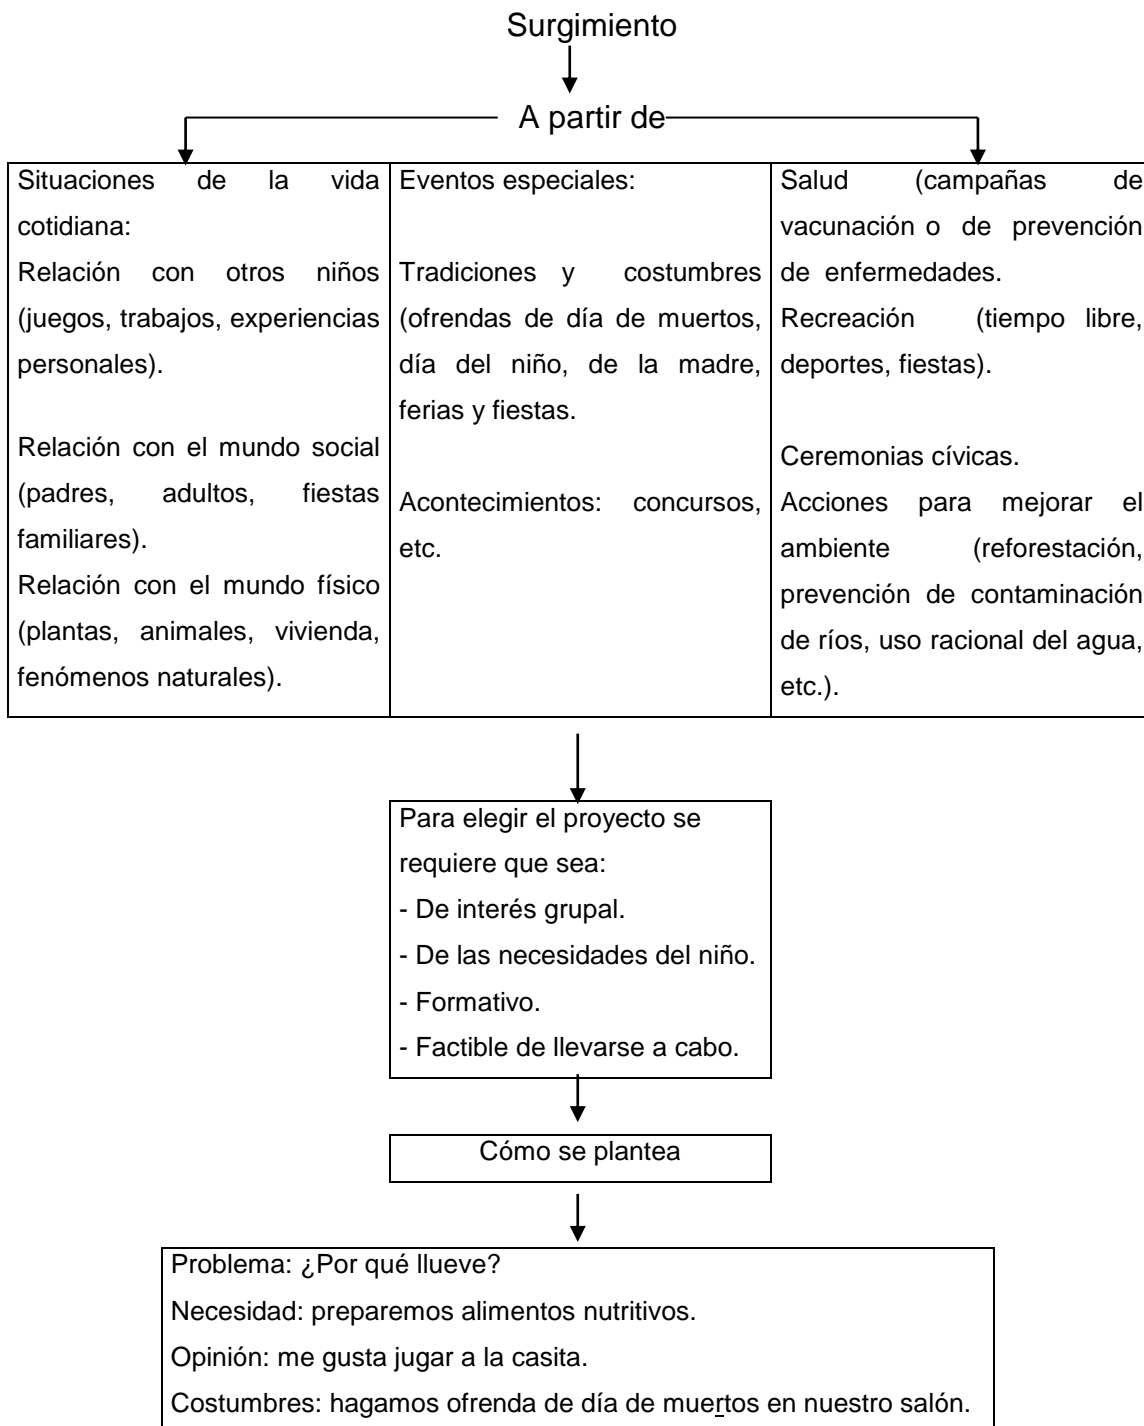 Surgimiento
A partir de
Situaciones de la vida
cotidiana:
Relación con otros niños
(juegos, trabajos, experiencias
personales).
Relación con el mundo social
(padres, adultos, fiestas
familiares).
Relación con el mundo físico
(plantas, animales, vivienda,
fenómenos naturales).
Eventos especiales:
Tradiciones y costumbres
(ofrendas de día de muertos,
día del niño, de la madre,
ferias y fiestas.
Acontecimientos: concursos,
etc.
Salud (campañas de
vacunación o de prevención
de enfermedades.
Recreación (tiempo libre,
deportes, fiestas).
Ceremonias cívicas.
Acciones para mejorar el
ambiente (reforestación,
prevención de contaminación
de ríos, uso racional del agua,
etc.).
Para elegir el proyecto se
requiere que sea:
- De interés grupal.
- De las necesidades del niño.
- Formativo.
- Factible de llevarse a cabo.
Cómo se plantea
Problema: ¿Por qué llueve?
Necesidad: preparemos alimentos nutritivos.
Opinión: me gusta jugar a la casita.
Costumbres: hagamos ofrenda de día de muertos en nuestro salón.